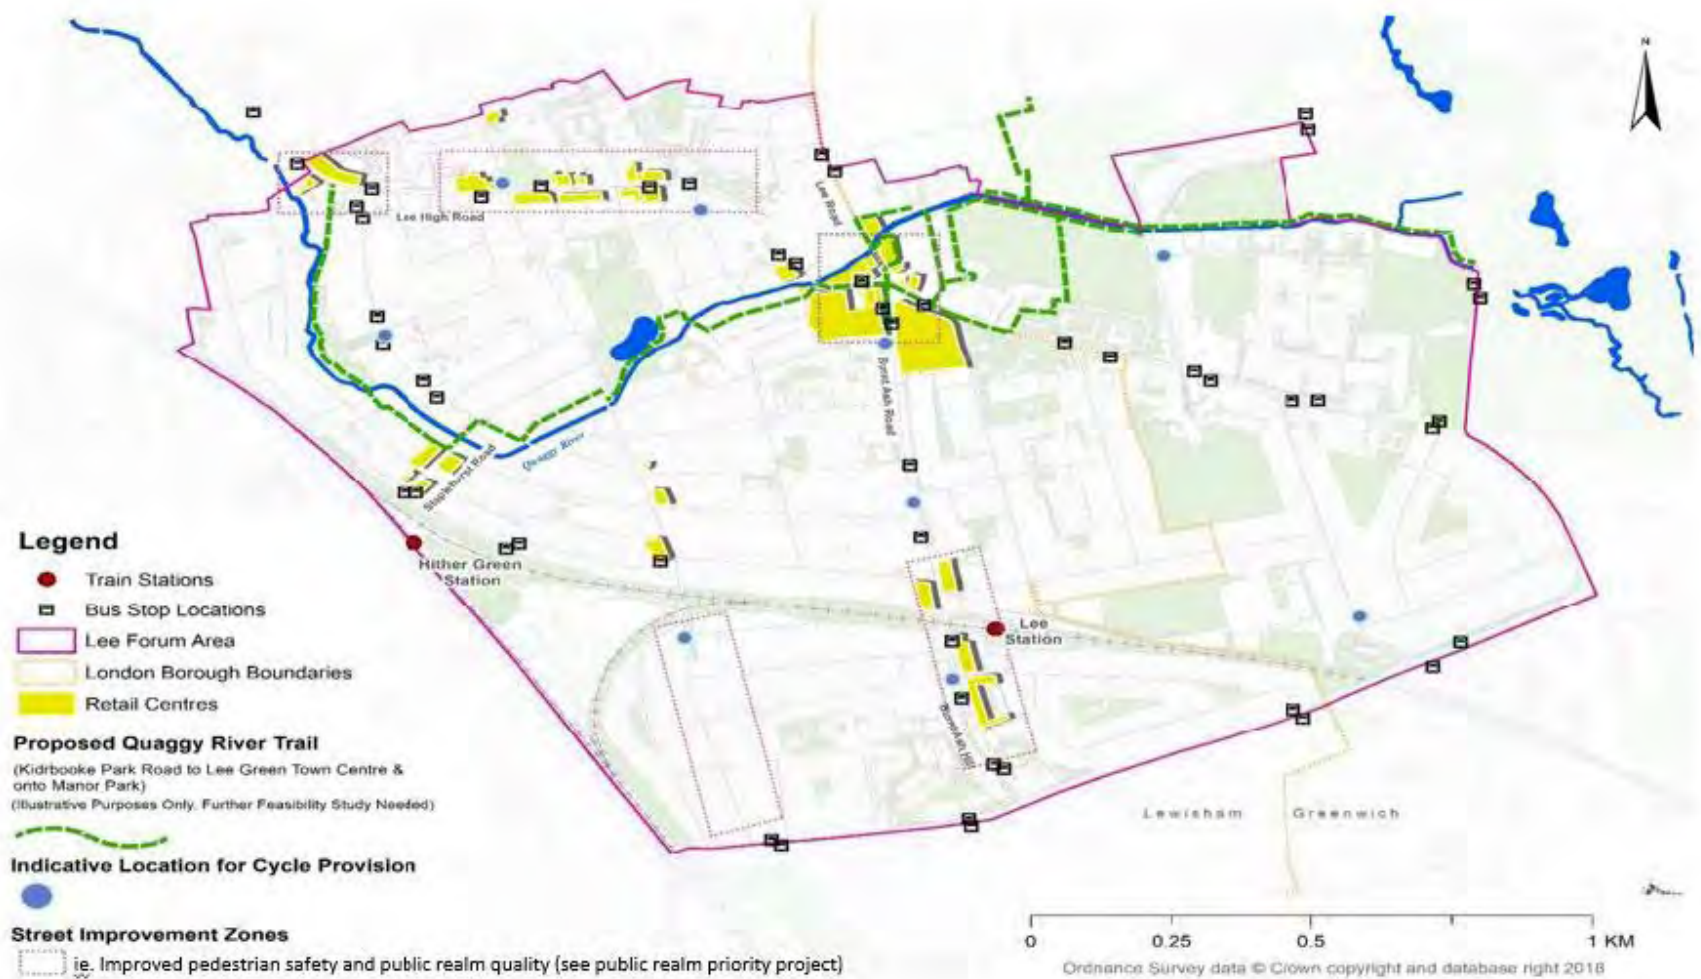 N
Lee High Road
Lee Road
Burnt Ash Road
Quaggy River
Staplehurst Road
Hither Green
Station
Lee
Station
Burnt Ash Hill
Lewisham
Greenwich
Legend
Train Stations
Bus Stop Locations
Lee Forum Area
London Borough Boundaries
Retail Centres
Proposed Quaggy River Trail
(Kidrbooke Park Road to Lee Green Town Centre &
onto Manor Park)
(Illustrative Purposes Only. Further Feasibility Study Needed)
Indicative Location for Cycle Provision
Street Improvement Zones
ie. Improved pedestrian safety and public realm quality (see public realm priority project)
0 0.25 0.5 1 KM
Ordnance Survey data © Crown copyright and database right 2018